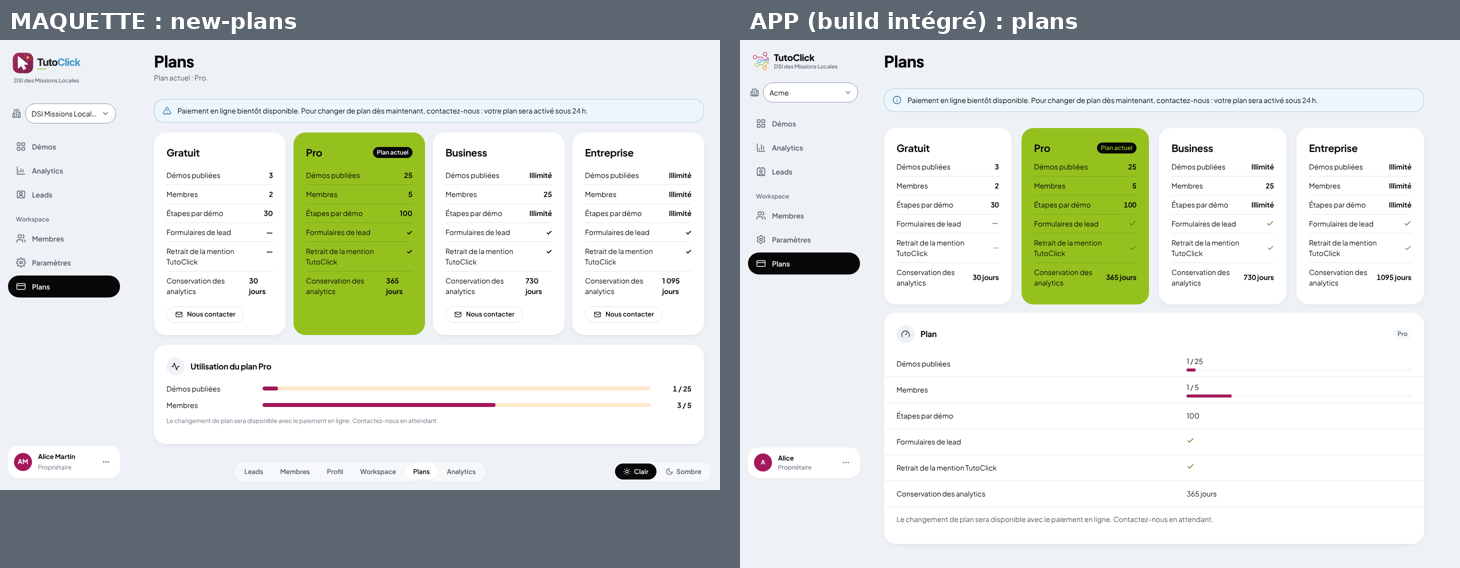 MAQUETTE : new-plans
TutoClick
DSI des Missions Locales
DSI Missions Local...
Démos
Analytics
Leads
Workspace
Membres
Paramètres
Plans
AM
Alice Martin
Propriétaire
Plans
Plan actuel : Pro.
Paiement en ligne bientôt disponible. Pour changer de plan dès maintenant, contactez-nous : votre plan sera activé sous 24 h.
Gratuit
Démos publiées 3
Membres 2
Étapes par démo 30
Formulaires de lead —
Retrait de la mention —
TutoClick
Conservation des 30
analytics jours
Nous contacter
Pro Plan actuel
Démos publiées 25
Membres 5
Étapes par démo 100
Formulaires de lead ✓
Retrait de la mention ✓
TutoClick
Conservation des 365
analytics jours
Business
Démos publiées Illimité
Membres 25
Étapes par démo Illimité
Formulaires de lead ✓
Retrait de la mention ✓
TutoClick
Conservation des 730
analytics jours
Nous contacter
Entreprise
Démos publiées Illimité
Membres Illimité
Étapes par démo Illimité
Formulaires de lead ✓
Retrait de la mention ✓
TutoClick
Conservation des 1 095
analytics jours
Nous contacter
Utilisation du plan Pro
Démos publiées 1 / 25
Membres 3 / 5
Le changement de plan sera disponible avec le paiement en ligne. Contactez-nous en attendant.
Leads Membres Profil Workspace Plans Analytics
Clair Sombre
APP (build intégré) : plans
TutoClick
DSI des Missions Locales
Acme
Démos
Analytics
Leads
Workspace
Membres
Paramètres
Plans
A
Alice
Propriétaire
Plans
Paiement en ligne bientôt disponible. Pour changer de plan dès maintenant, contactez-nous : votre plan sera activé sous 24 h.
Gratuit
Démos publiées 3
Membres 2
Étapes par démo 30
Formulaires de lead —
Retrait de la mention —
TutoClick
Conservation des 30 jours
analytics
Pro Plan actuel
Démos publiées 25
Membres 5
Étapes par démo 100
Formulaires de lead ✓
Retrait de la mention ✓
TutoClick
Conservation des 365 jours
analytics
Business
Démos publiées Illimité
Membres 25
Étapes par démo Illimité
Formulaires de lead ✓
Retrait de la mention ✓
TutoClick
Conservation des 730 jours
analytics
Entreprise
Démos publiées Illimité
Membres Illimité
Étapes par démo Illimité
Formulaires de lead ✓
Retrait de la mention ✓
TutoClick
Conservation des 1095 jours
analytics
Plan Pro
Démos publiées 1 / 25
Membres 1 / 5
Étapes par démo 100
Formulaires de lead ✓
Retrait de la mention TutoClick ✓
Conservation des analytics 365 jours
Le changement de plan sera disponible avec le paiement en ligne. Contactez-nous en attendant.